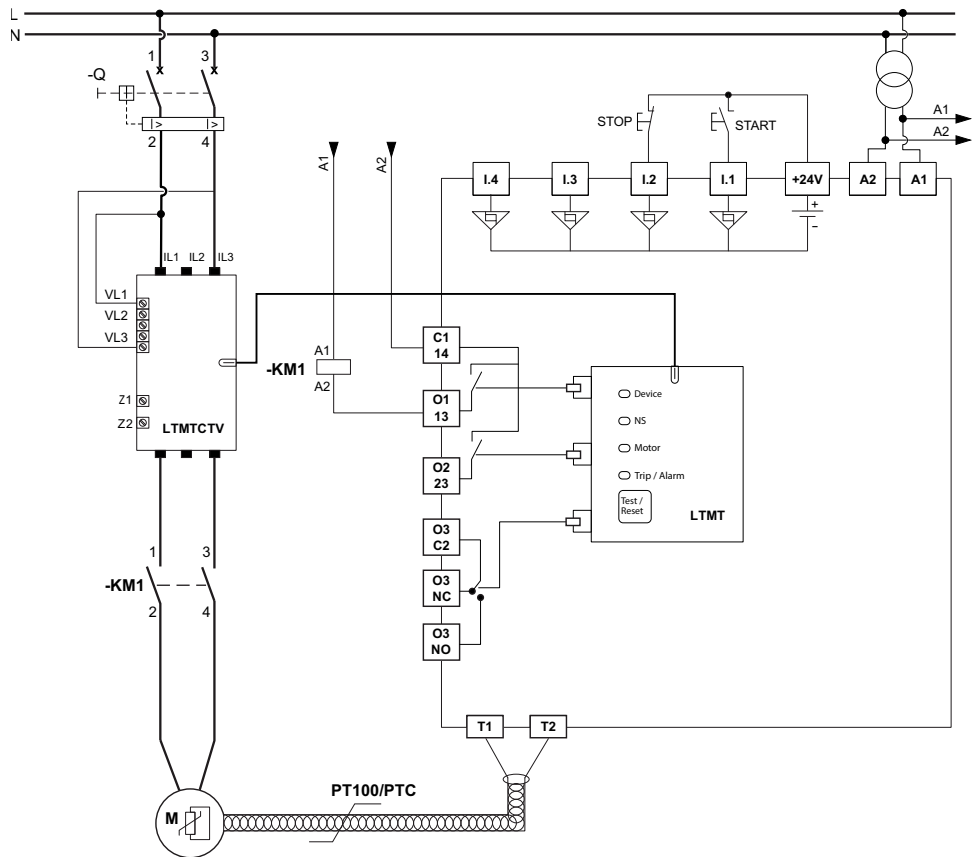 L
N
1 3
-Q
I> I>
2 4
A1
A2
STOP START
A1 A2
I.4 I.3 I.2 I.1 +24V A2 A1
+
−
IL1 IL2 IL3
VL1
VL2
VL3
Z1
Z2
LTMTCTV
-KM1
A1
A2
C1
14
O1
13
O2
23
O3
C2
O3
NC
O3
NO
Device
NS
Motor
Trip / Alarm
Test /
Reset
LTMT
1 3
-KM1
2 4
T1 T2
PT100/PTC
M